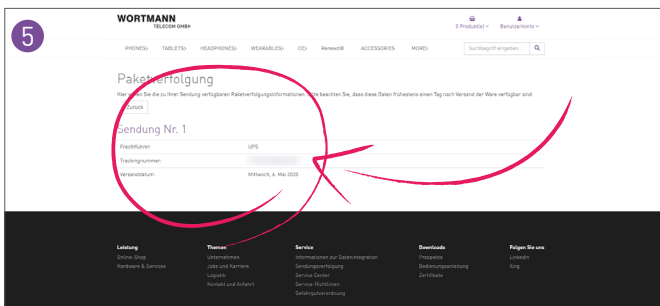 5
WORTMANN
TELECOM GMBH
0 Produkt(e)
Benutzerkonto
PHONES> TABLETS> HEADPHONES> WEARABLES> CE> Renewd® ACCESSORIES MORE>
Suchbegriff eingeben...
Paketverfolgung
Hier sehen Sie die zu Ihrer Sendung verfügbaren Paketverfolgungsinformationen. Bitte beachten Sie, dass diese Daten frühestens einen Tag nach Versand der Ware verfügbar sind.
Zurück
Sendung Nr. 1
Frachtführer: UPS
Trackingnummer:
Versanddatum: Mittwoch, 6. Mai 2020
Leistung Themen Service Downloads Folgen Sie uns
Online-Shop Unternehmen Informationen zur Datenintegration Prospekte Linkedin
Hardware & Services Jobs und Karriere Sendungsverfolgung Bedienungsanleitung Xing
Logistik Service Center Zertifikate
Kontakt und Anfahrt Service-Richtlinien
Gefahrgutverordnung